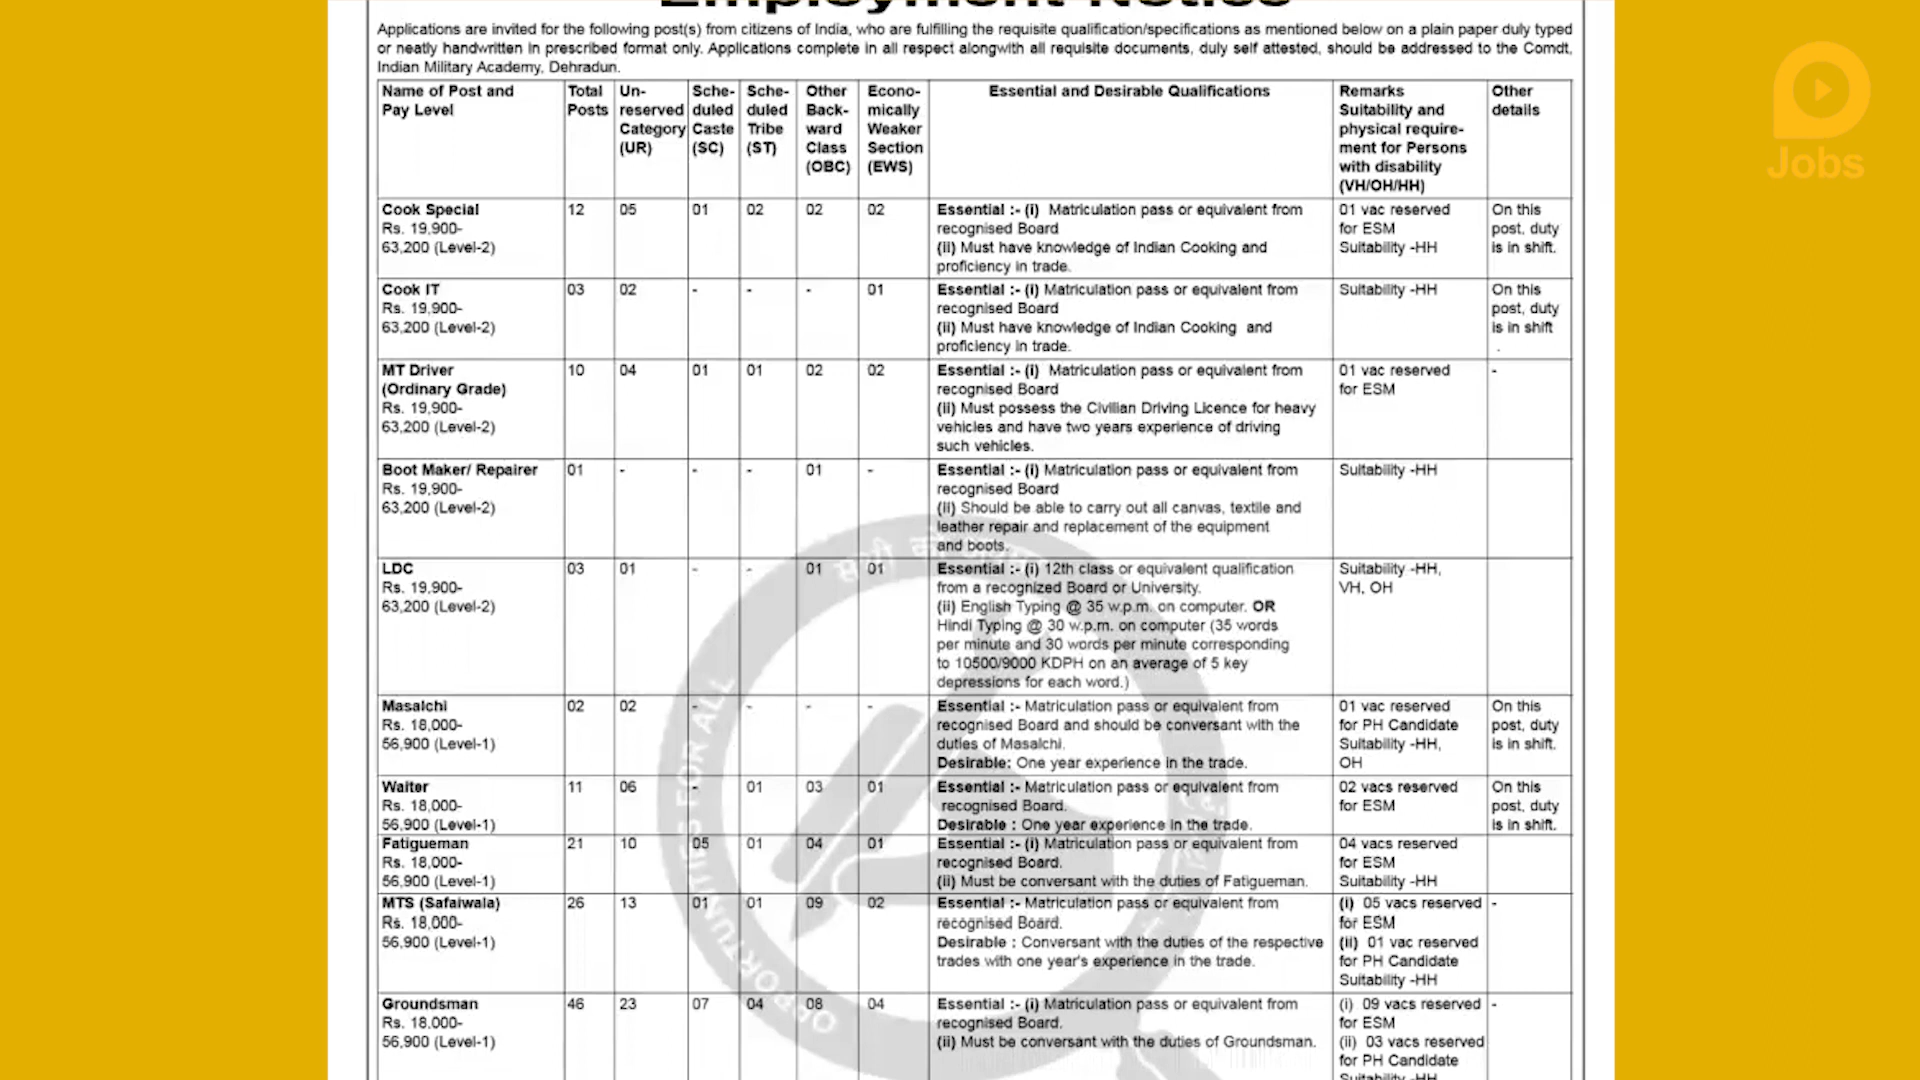 Employment Notice
Applications are invited for the following post(s) from citizens of India, who are fulfilling the requisite qualification/specifications as mentioned below on a plain paper duly typed
or neatly handwritten in prescribed format only. Applications complete in all respect alongwith all requisite documents, duly self attested, should be addressed to the Comdt,
Indian Military Academy, Dehradun.
Name of Post and Pay Level | Total Posts | Un-reserved Category (UR) | Sche-duled Caste (SC) | Sche-duled Tribe (ST) | Other Back-ward Class (OBC) | Econo-mically Weaker Section (EWS) | Essential and Desirable Qualifications | Remarks Suitability and physical require-ment for Persons with disability (VH/OH/HH) | Other details
Cook Special 12 05 01 02 02 02 Essential :- (i) Matriculation pass or equivalent from 01 vac reserved On this
Rs. 19,900- recognised Board for ESM post, duty
63,200 (Level-2) (ii) Must have knowledge of Indian Cooking and Suitability -HH is in shift.
proficiency in trade.
Cook IT 03 02 - - - 01 Essential :- (i) Matriculation pass or equivalent from Suitability -HH On this
Rs. 19,900- recognised Board post, duty
63,200 (Level-2) (ii) Must have knowledge of Indian Cooking and is in shift
proficiency in trade. .
MT Driver 10 04 01 01 02 02 Essential :- (i) Matriculation pass or equivalent from 01 vac reserved -
(Ordinary Grade) recognised Board for ESM
Rs. 19,900- (ii) Must possess the Civilian Driving Licence for heavy
63,200 (Level-2) vehicles and have two years experience of driving
such vehicles.
Boot Maker/ Repairer 01 - - - 01 - Essential :- (i) Matriculation pass or equivalent from Suitability -HH
Rs. 19,900- recognised Board
63,200 (Level-2) (ii) Should be able to carry out all canvas, textile and
leather repair and replacement of the equipment
and boots.
LDC 03 01 - - 01 01 Essential :- (i) 12th class or equivalent qualification Suitability -HH,
Rs. 19,900- from a recognized Board or University. VH, OH
63,200 (Level-2) (ii) English Typing @ 35 w.p.m. on computer. OR
Hindi Typing @ 30 w.p.m. on computer (35 words
per minute and 30 words per minute corresponding
to 10500/9000 KDPH on an average of 5 key
depressions for each word.)
Masalchi 02 02 - - - - Essential :- Matriculation pass or equivalent from 01 vac reserved On this
Rs. 18,000- recognised Board and should be conversant with the for PH Candidate post, duty
56,900 (Level-1) duties of Masalchi. Suitability -HH, is in shift.
Desirable: One year experience in the trade. OH
Waiter 11 06 - 01 03 01 Essential :- Matriculation pass or equivalent from 02 vacs reserved On this
Rs. 18,000- recognised Board. for ESM post, duty
56,900 (Level-1) Desirable : One year experience in the trade. is in shift.
Fatigueman 21 10 05 01 04 01 Essential :- (i) Matriculation pass or equivalent from 04 vacs reserved
Rs. 18,000- recognised Board. for ESM
56,900 (Level-1) (ii) Must be conversant with the duties of Fatigueman. Suitability -HH
MTS (Safaiwala) 26 13 01 01 09 02 Essential :- Matriculation pass or equivalent from (i) 05 vacs reserved -
Rs. 18,000- recognised Board. for ESM
56,900 (Level-1) Desirable : Conversant with the duties of the respective (ii) 01 vac reserved
trades with one year's experience in the trade. for PH Candidate
Suitability -HH
Groundsman 46 23 07 04 08 04 Essential :- (i) Matriculation pass or equivalent from (i) 09 vacs reserved -
Rs. 18,000- recognised Board. for ESM
56,900 (Level-1) (ii) Must be conversant with the duties of Groundsman. (ii) 03 vacs reserved
for PH Candidate
Suitability -HH
OPPORTUNITIES FOR ALL
Jobs